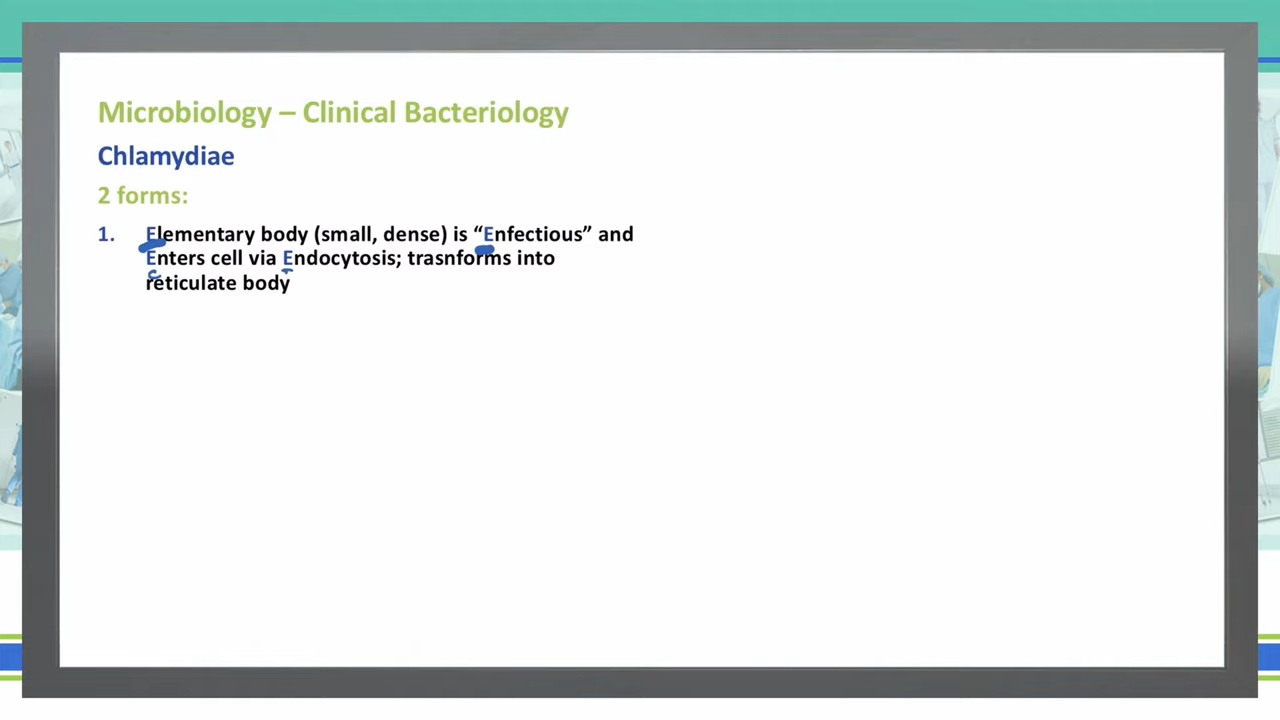 Microbiology – Clinical Bacteriology
Chlamydiae
2 forms:
1. Elementary body (small, dense) is “Enfectious” and
Enters cell via Endocytosis; trasnforms into
reticulate body